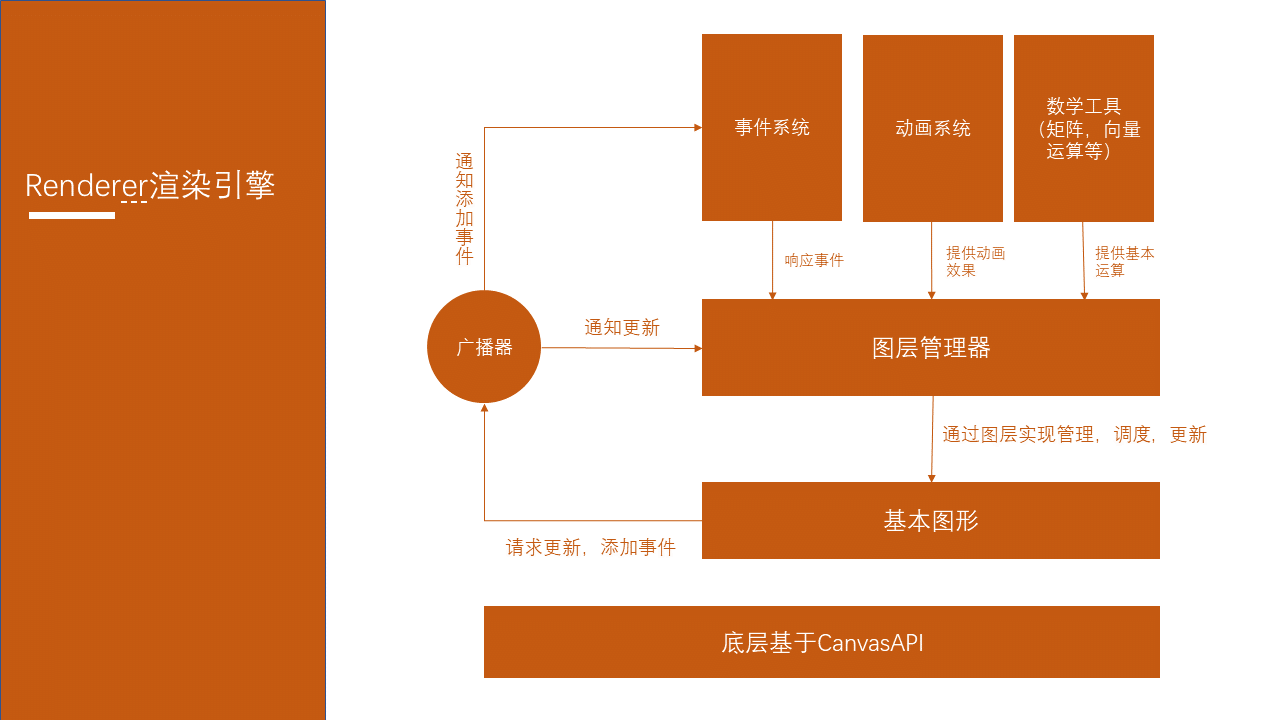 Renderer渲染引擎
事件系统
动画系统
数学工具
（矩阵，向量
运算等）
通知添加事件
响应事件
提供动画
效果
提供基本
运算
广播器
通知更新
图层管理器
通过图层实现管理，调度，更新
基本图形
请求更新，添加事件
底层基于CanvasAPI